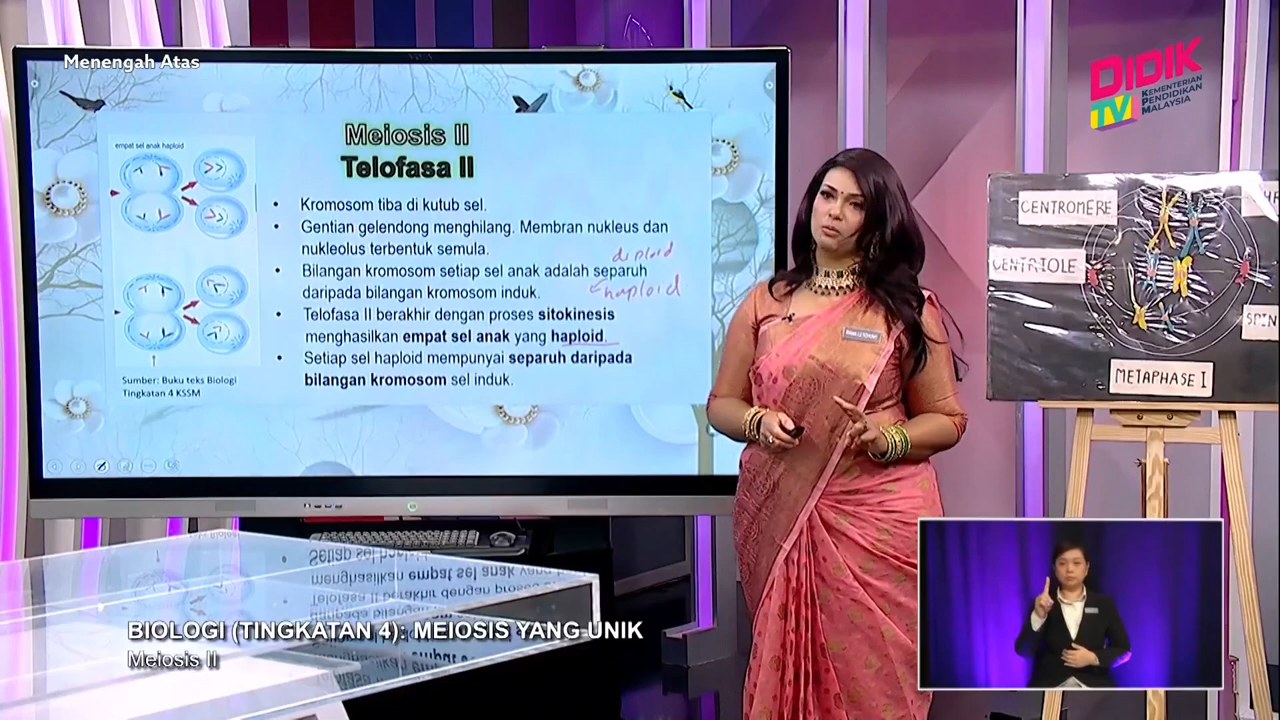 Menengah Atas
DIDIK
TV
KEMENTERIAN
PENDIDIKAN
MALAYSIA
Meiosis II
Telofasa II
empat sel anak haploid
• Kromosom tiba di kutub sel.
• Gentian gelendong menghilang. Membran nukleus dan
nukleolus terbentuk semula.
diploid
• Bilangan kromosom setiap sel anak adalah separuh
daripada bilangan kromosom induk.
haploid
• Telofasa II berakhir dengan proses sitokinesis
menghasilkan empat sel anak yang haploid.
• Setiap sel haploid mempunyai separuh daripada
bilangan kromosom sel induk.
Sumber: Buku teks Biologi
Tingkatan 4 KSSM
CENTROMERE
CENTRIOLE
SPIN
METAPHASE I
BIOLOGI (TINGKATAN 4): MEIOSIS YANG UNIK
Meiosis II